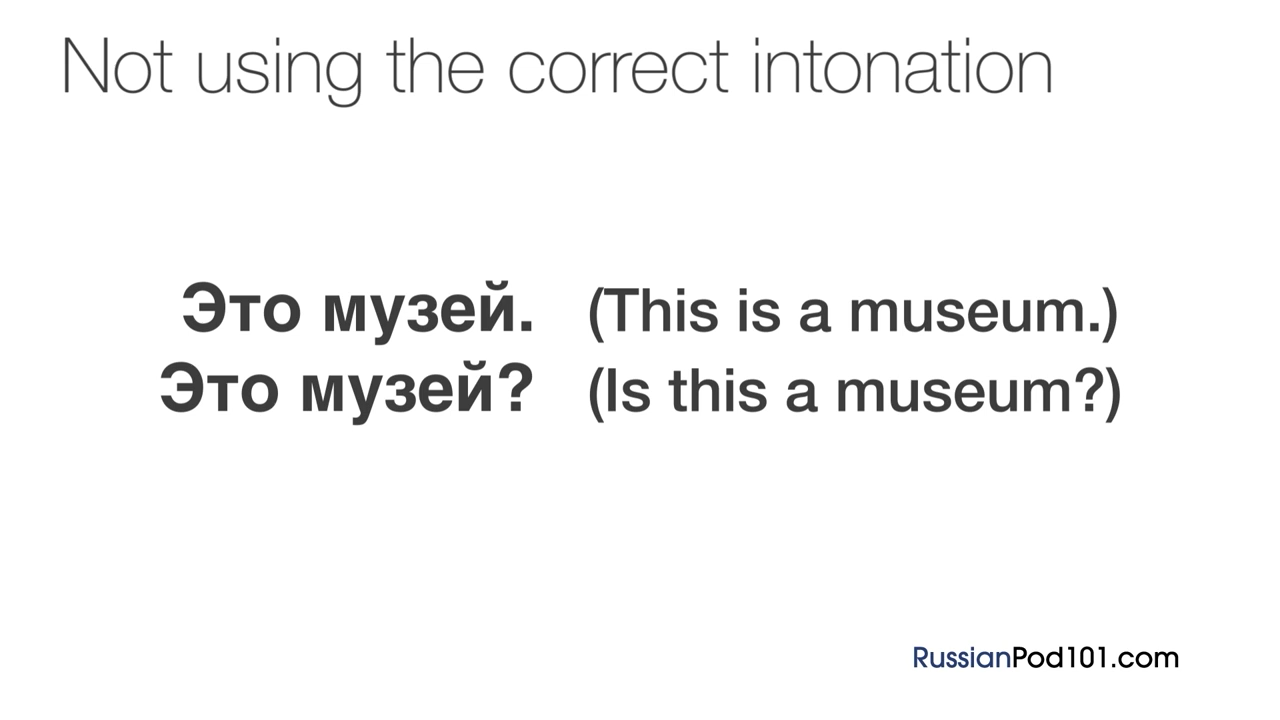 Not using the correct intonation
Это музей. (This is a museum.)
Это музей? (Is this a museum?)
RussianPod101.com